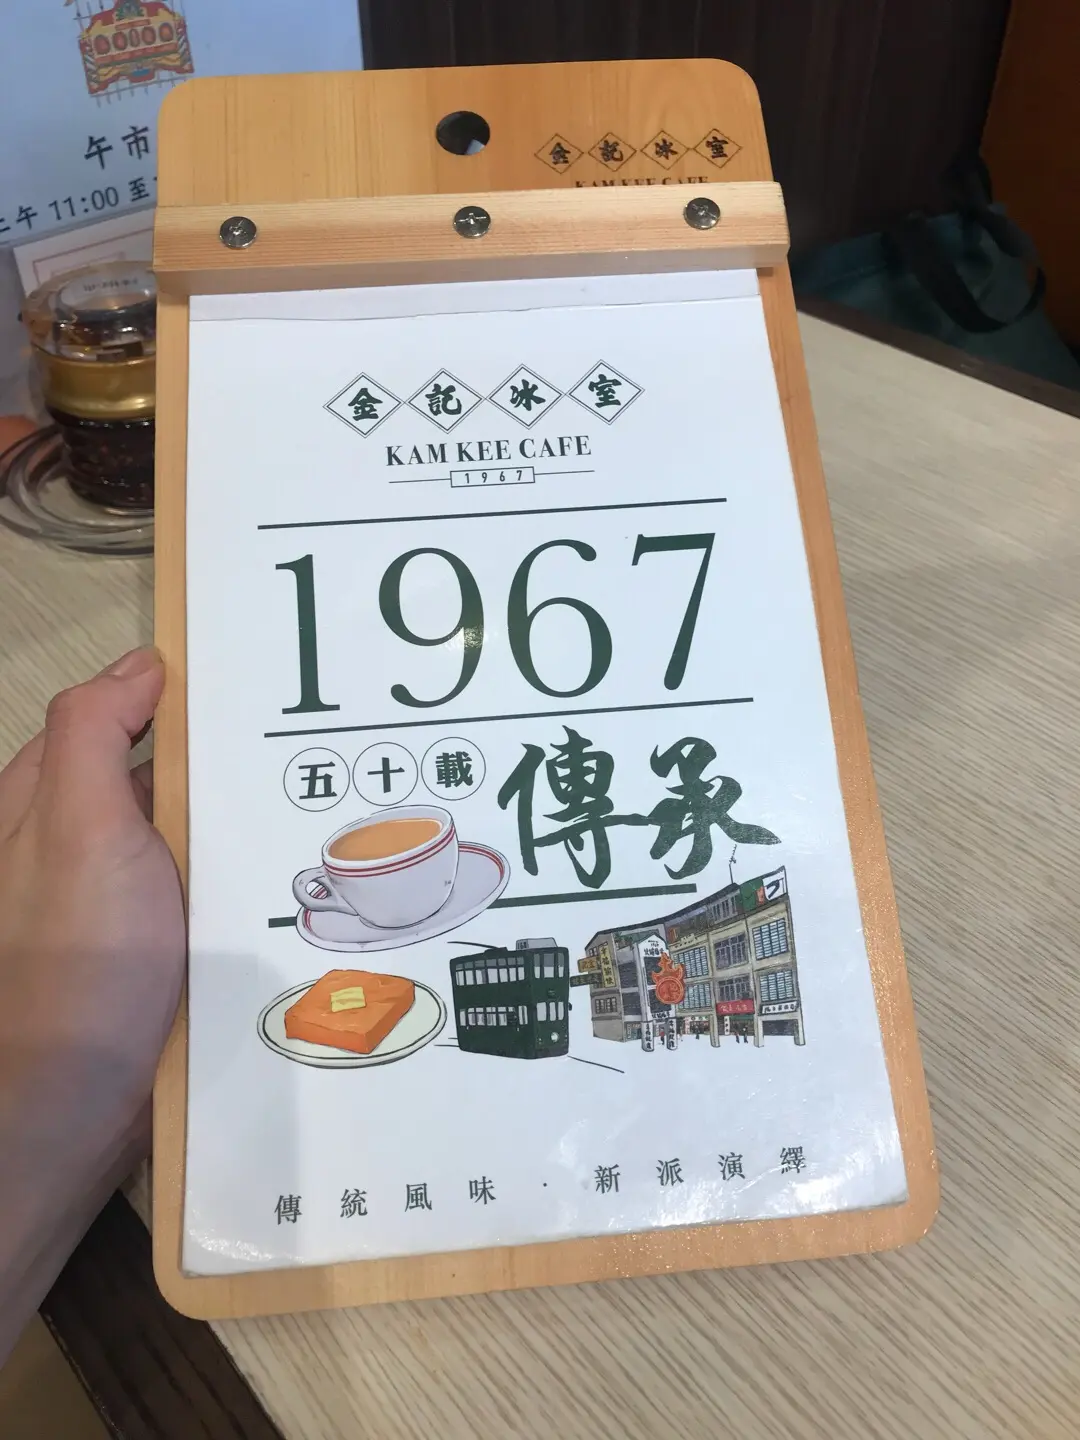 午市
上午 11:00 至
金記冰室
KAM KEE CAFE
金記冰室
KAM KEE CAFE
1967
1967
五十載
傳承
傳統風味・新派演繹